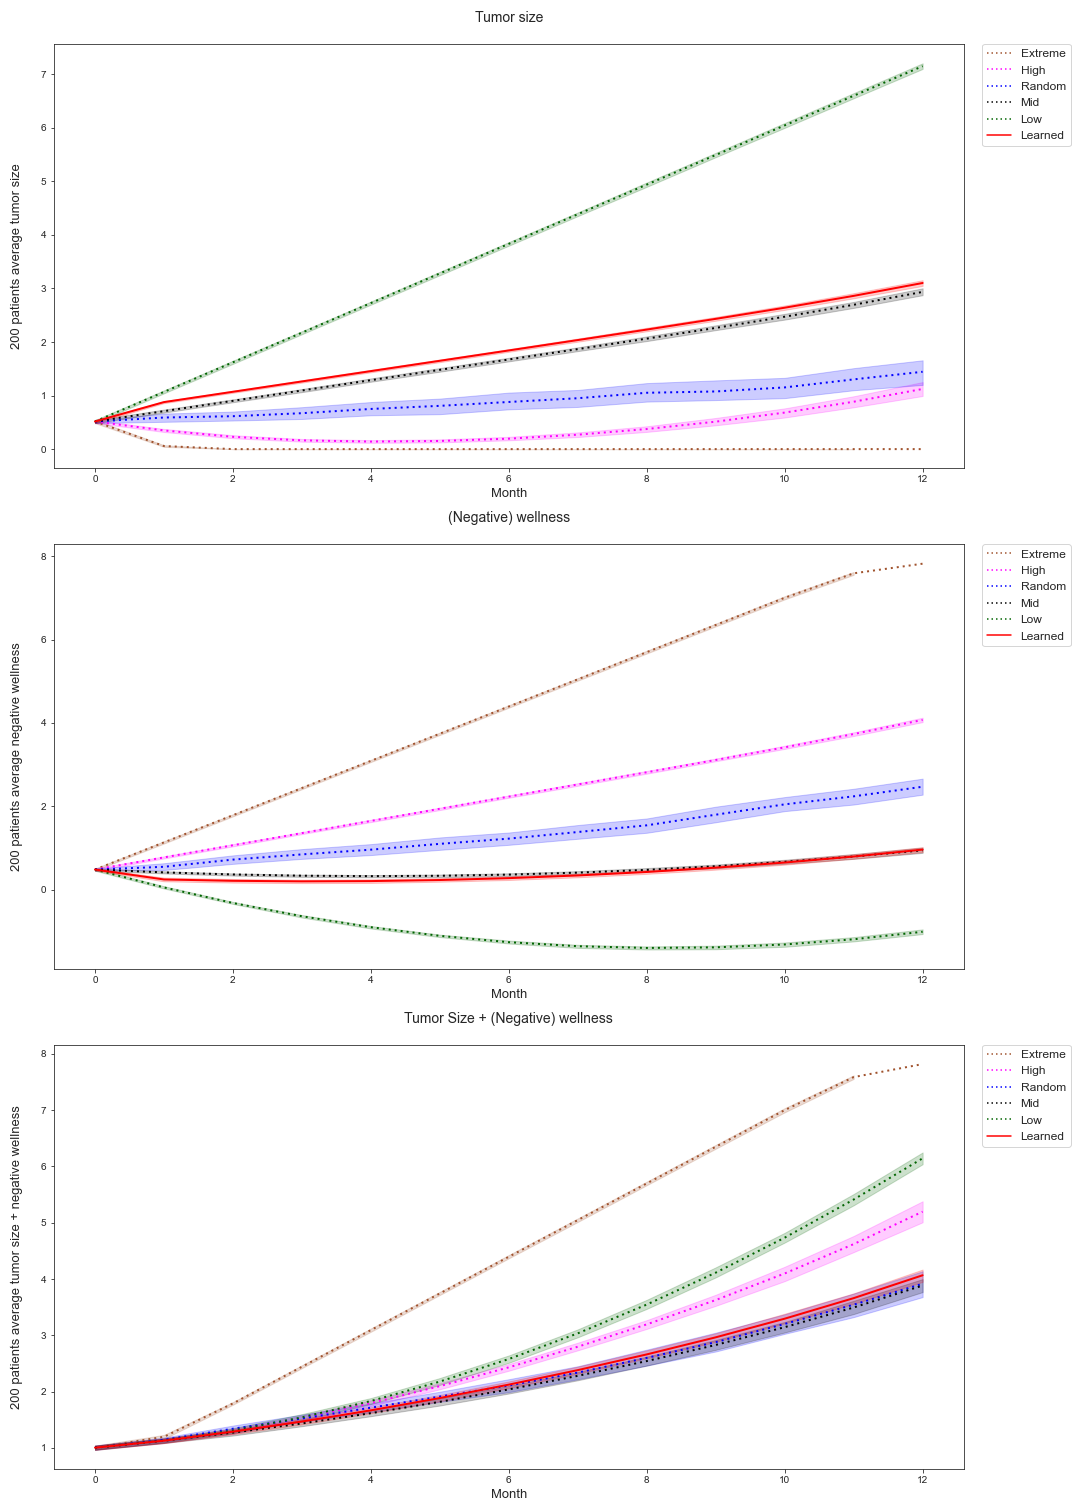 Tumor size
200 patients average tumor size
7
6
5
4
3
2
1
0
0 2 4 6 8 10 12
Month
Extreme
High
Random
Mid
Low
Learned
(Negative) wellness
200 patients average negative wellness
8
6
4
2
0
0 2 4 6 8 10 12
Month
Extreme
High
Random
Mid
Low
Learned
Tumor Size + (Negative) wellness
200 patients average tumor size + negative wellness
8
7
6
5
4
3
2
1
0 2 4 6 8 10 12
Month
Extreme
High
Random
Mid
Low
Learned